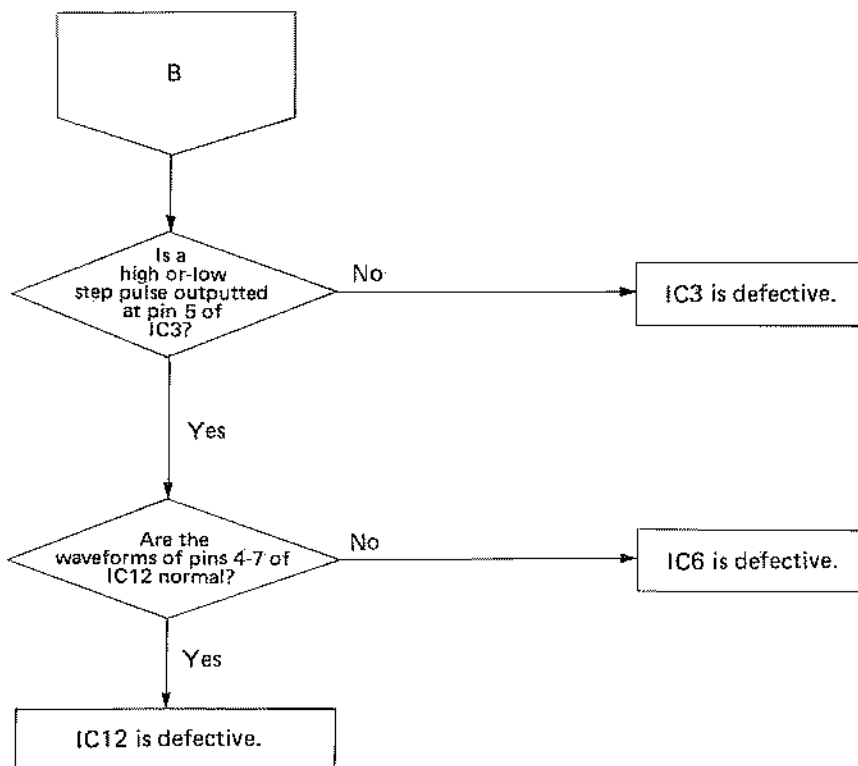 B
Is a
high or-low
step pulse outputted
at pin 5 of
IC3?
No
IC3 is defective.
Yes
Are the
waveforms of pins 4-7 of
IC12 normal?
No
IC6 is defective.
Yes
IC12 is defective.